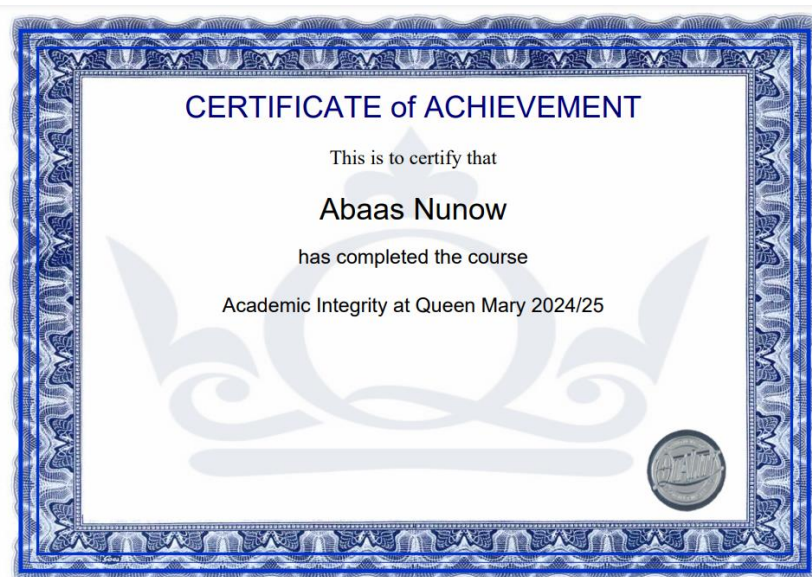 CERTIFICATE of ACHIEVEMENT
This is to certify that
Abaas Nunow
has completed the course
Academic Integrity at Queen Mary 2024/25